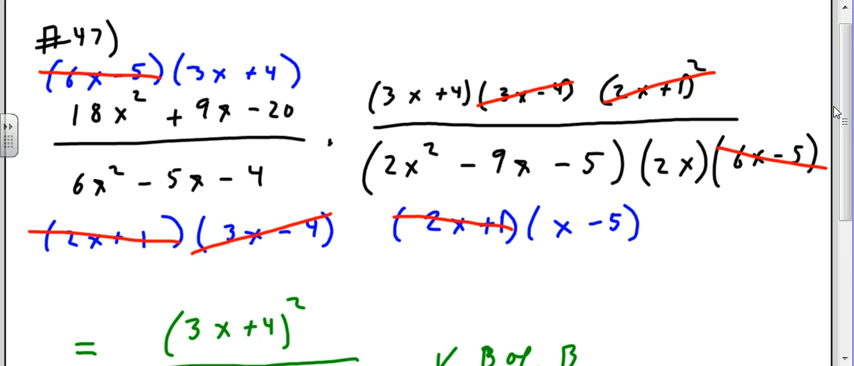 #47)
(6x - 5)(3x + 4)
18x² + 9x - 20
6x² - 5x - 4
(2x + 1)(3x - 4)
·
(3x + 4)(3x - 4) (2x + 1)²
(2x² - 9x - 5)(2x)(6x - 5)
(2x + 1)(x - 5)
= (3x + 4)²
✓ B of B